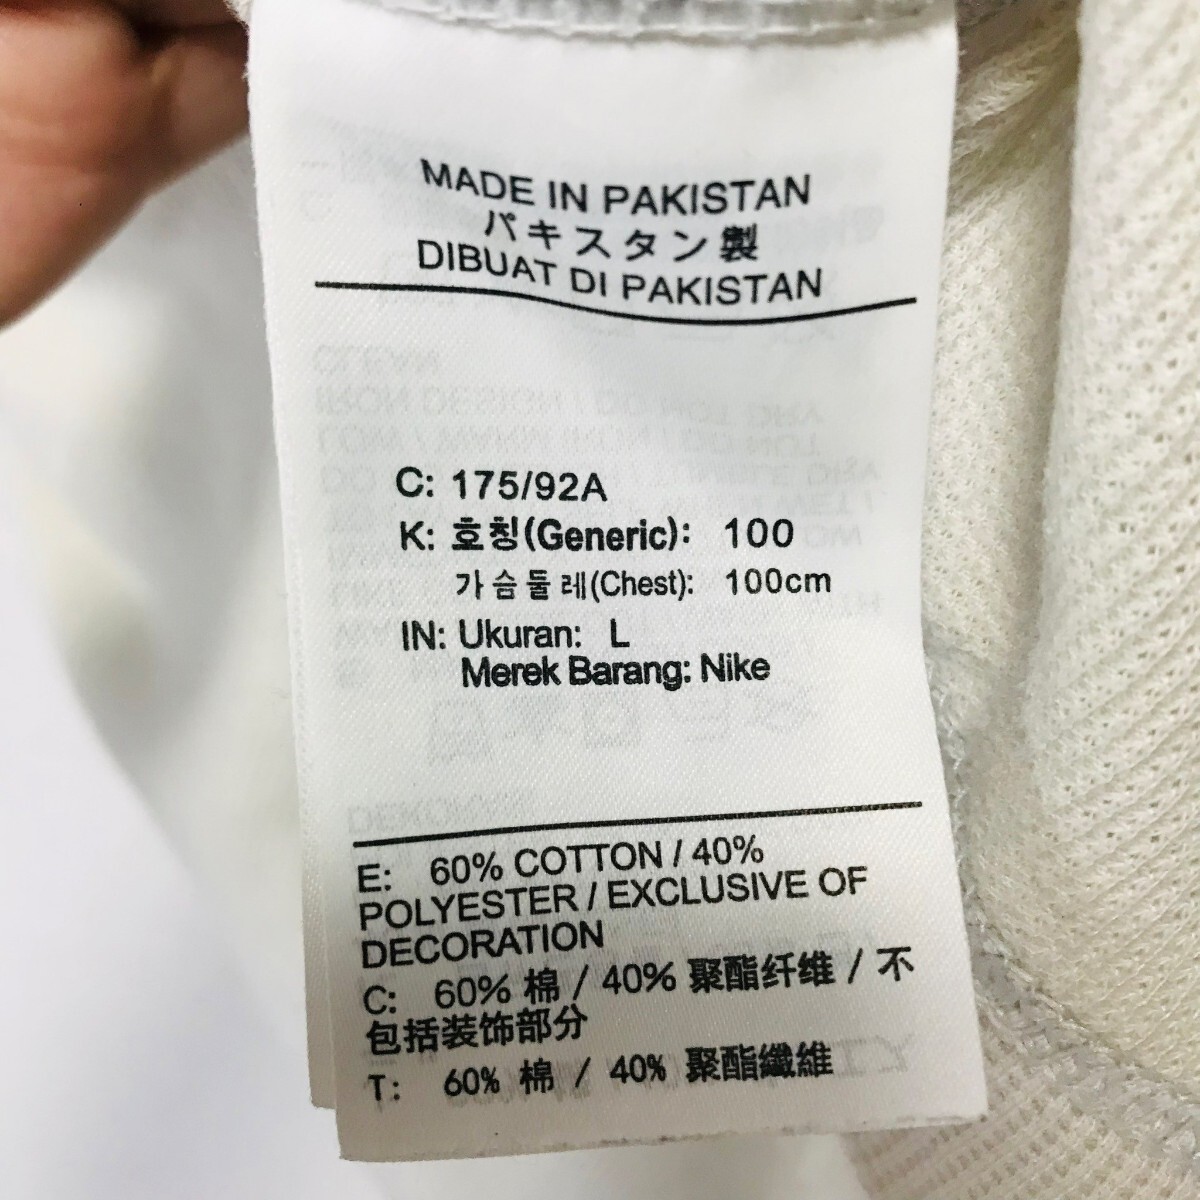 MADE IN PAKISTAN
パキスタン製
DIBUAT DI PAKISTAN
C: 175/92A
K: 호칭(Generic): 100
가슴둘레(Chest): 100cm
IN: Ukuran: L
Merek Barang: Nike
E: 60% COTTON / 40%
POLYESTER / EXCLUSIVE OF
DECORATION
C: 60% 棉 / 40% 聚酯纤维 / 不
包括装饰部分
T: 60% 棉 / 40% 聚酯纖維